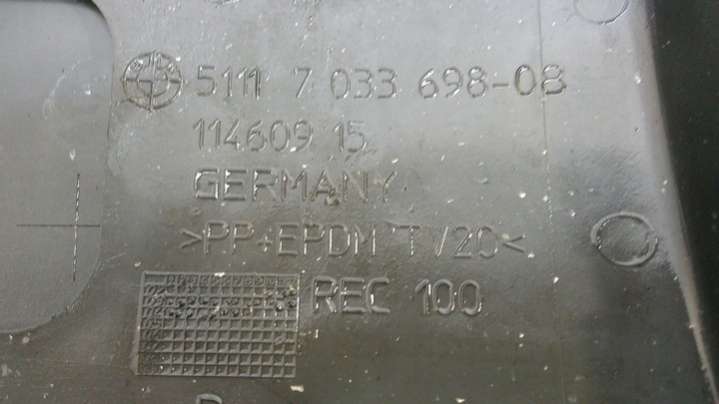 5111 7 033 698-08
114609 15
GERMANY
>PP+EPDM TV20<
REC 100